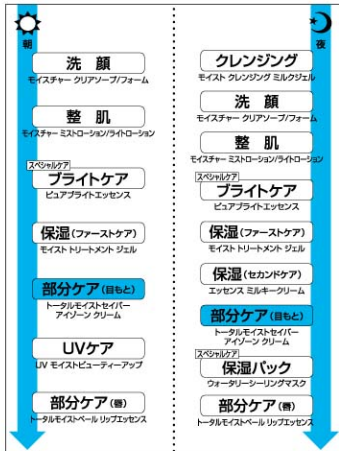 朝
洗 顔
モイスチャー クリアソープ/フォーム
整 肌
モイスチャー ミストローション/ライトローション
スペシャルケア
ブライトケア
ピュアブライトエッセンス
保湿(ファーストケア)
モイスト トリートメント ジェル
部分ケア(目もと)
トータルモイストセイバー
アイゾーン クリーム
UVケア
UV モイストビューティーアップ
部分ケア(唇)
トータルモイストベール リップエッセンス
夜
クレンジング
モイスト クレンジング ミルクジェル
洗 顔
モイスチャー クリアソープ/フォーム
整 肌
モイスチャー ミストローション/ライトローション
スペシャルケア
ブライトケア
ピュアブライトエッセンス
保湿(ファーストケア)
モイスト トリートメント ジェル
保湿(セカンドケア)
エッセンス ミルキークリーム
部分ケア(目もと)
トータルモイストセイバー
アイゾーン クリーム
スペシャルケア
保湿パック
ウォータリーシーリングマスク
部分ケア(唇)
トータルモイストベール リップエッセンス